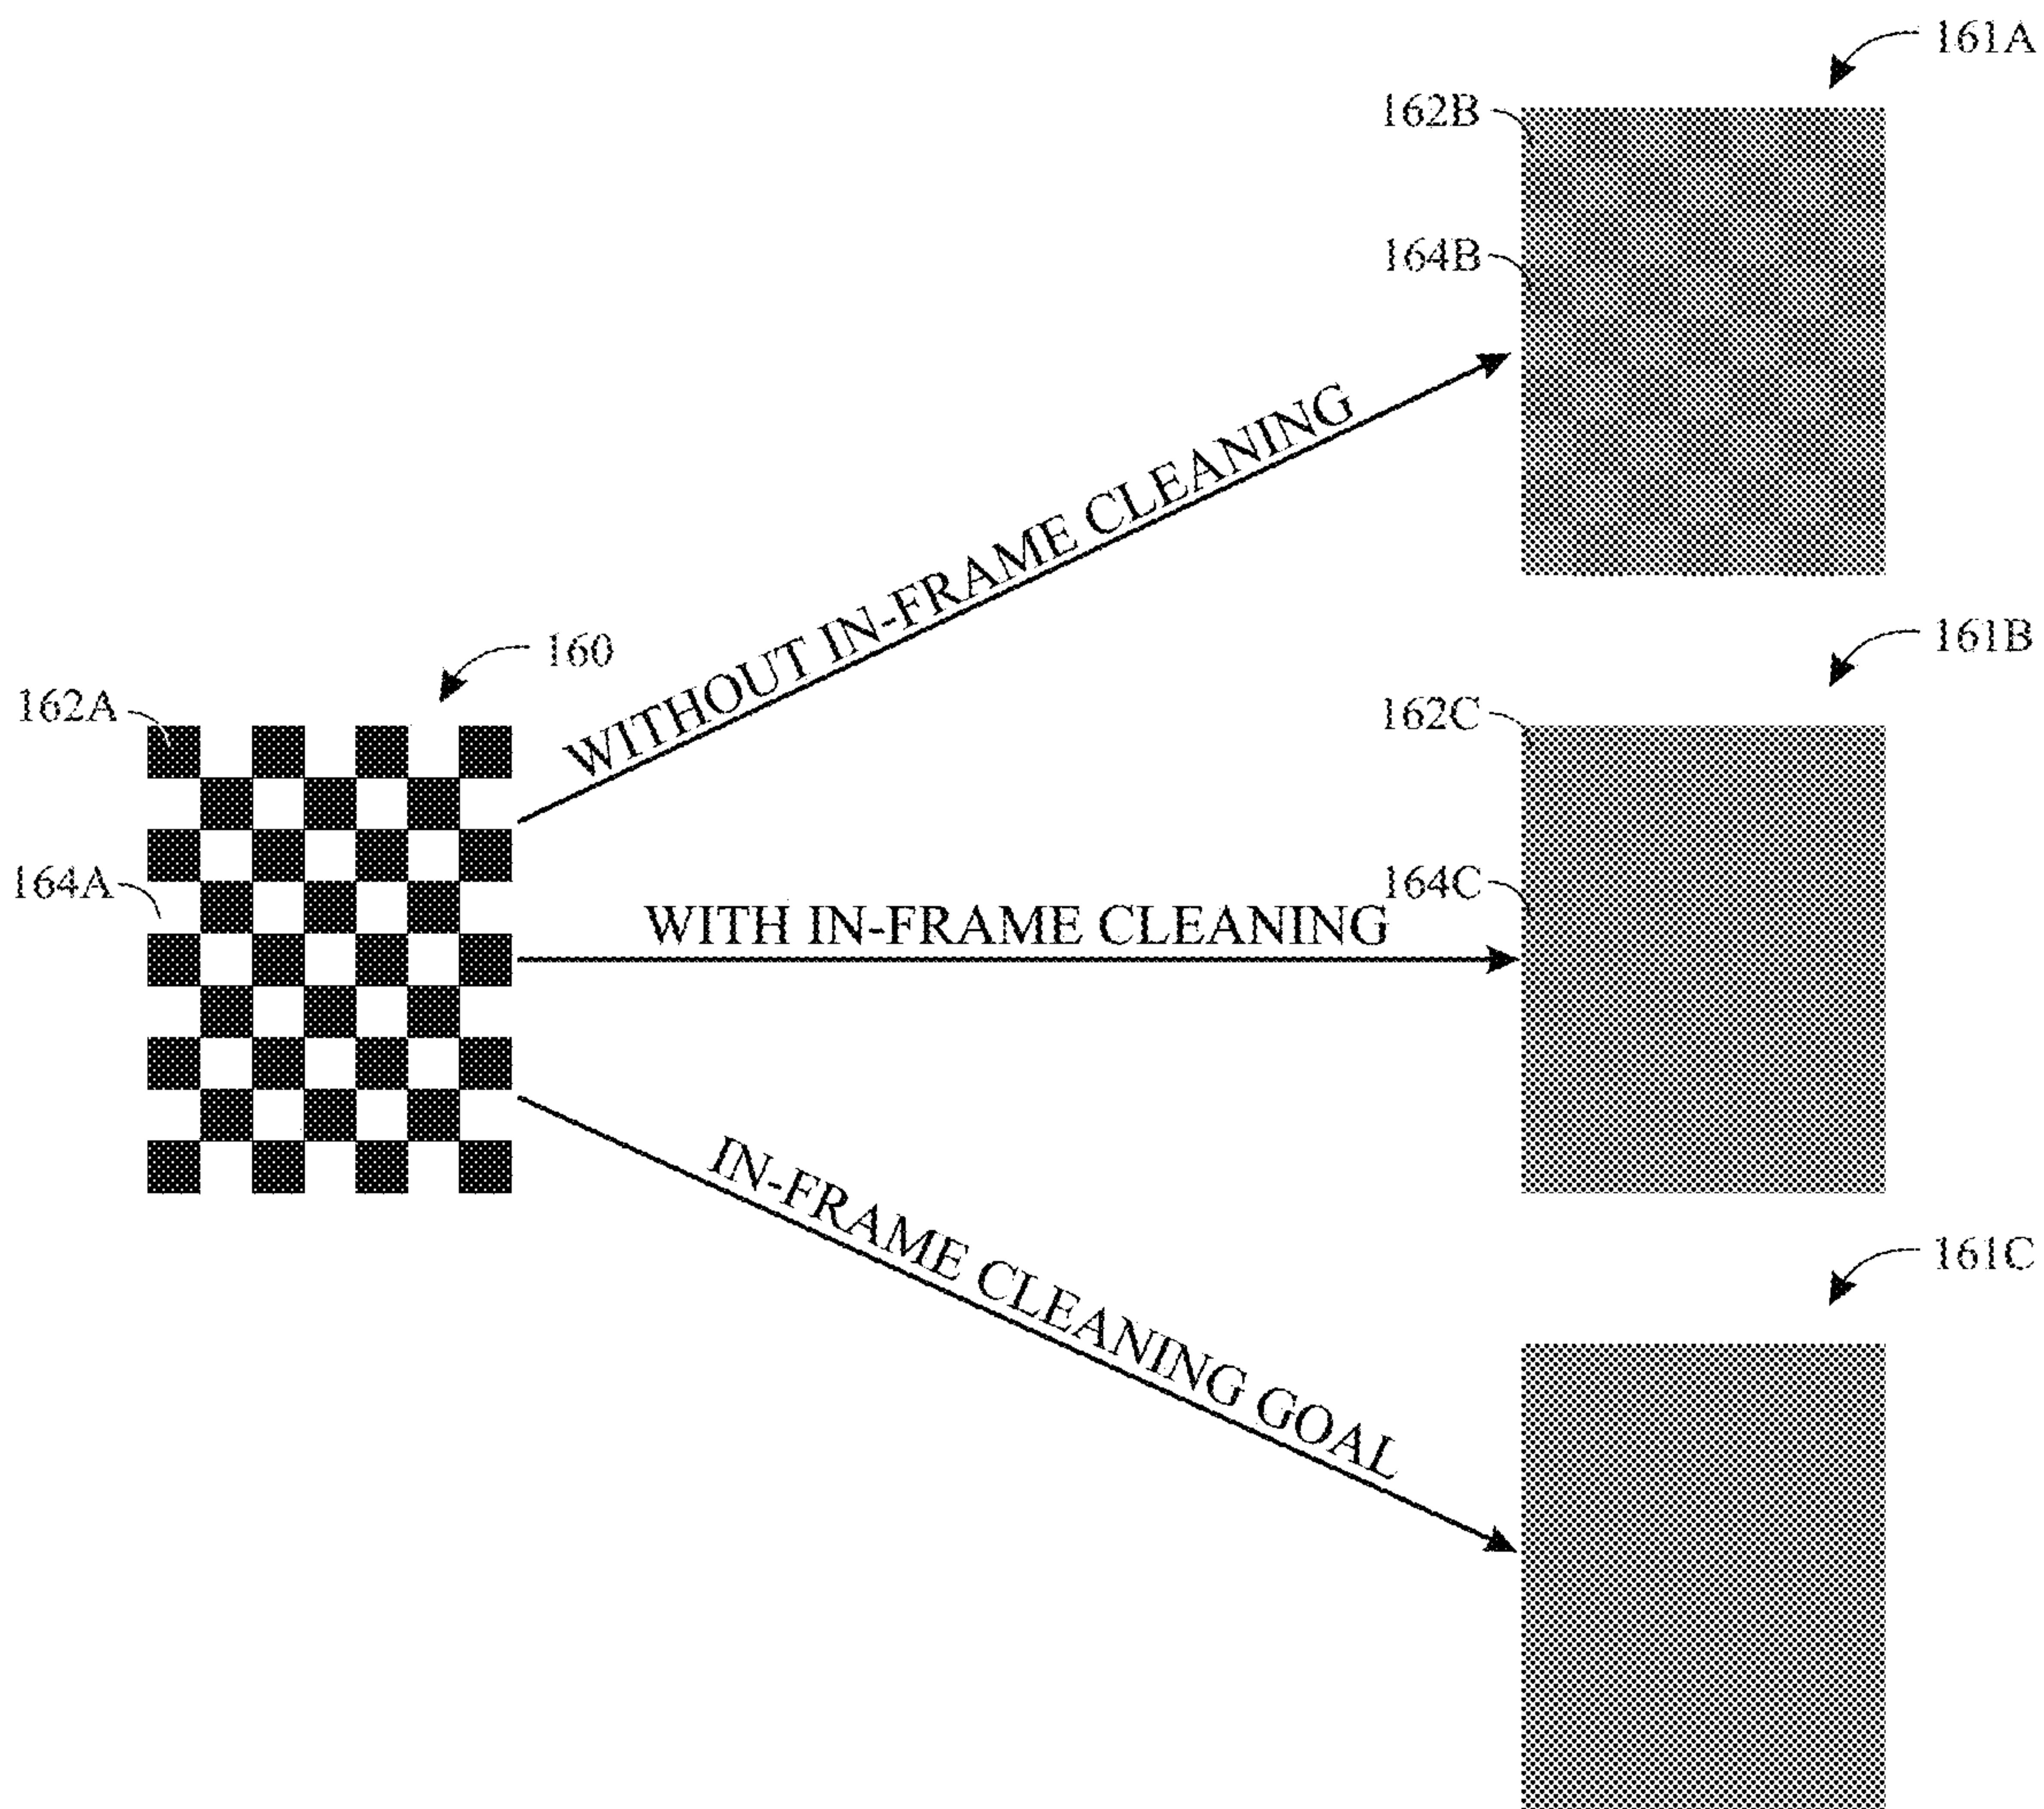 161A
162B
164B
WITHOUT IN-FRAME CLEANING
161B
160
162A
162C
164A
164C
WITH IN-FRAME CLEANING
161C
IN-FRAME CLEANING GOAL